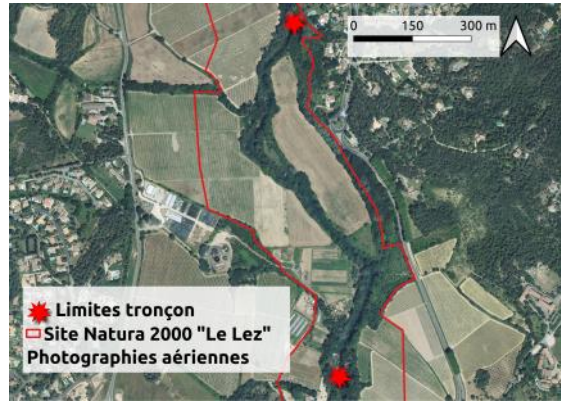 0 150 300 m
Limites tronçon
Site Natura 2000 "Le Lez"
Photographies aériennes